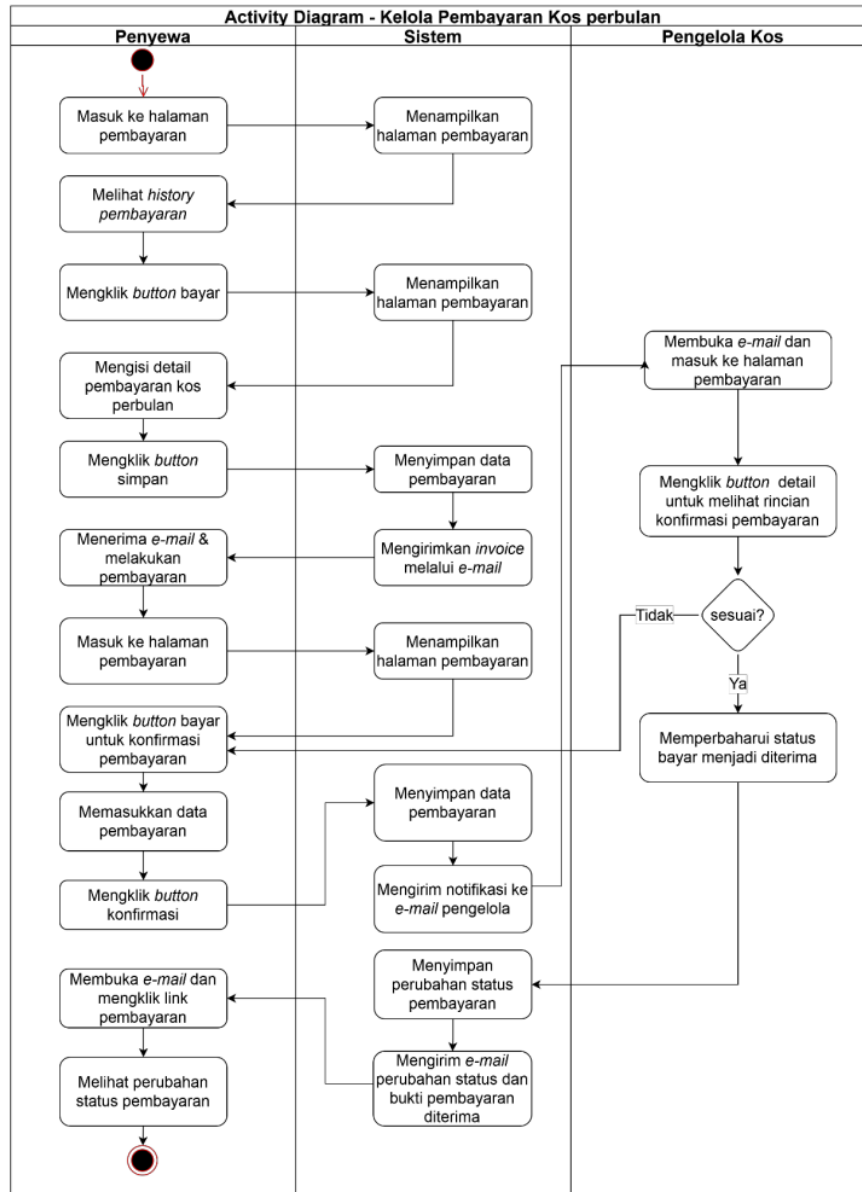 Activity Diagram - Kelola Pembayaran Kos perbulan
Penyewa
Sistem
Pengelola Kos
Masuk ke halaman
pembayaran
Menampilkan
halaman pembayaran
Melihat history
pembayaran
Mengklik button bayar
Menampilkan
halaman pembayaran
Membuka e-mail dan
masuk ke halaman
pembayaran
Mengisi detail
pembayaran kos
perbulan
Mengklik button
simpan
Menyimpan data
pembayaran
Mengklik button detail
untuk melihat rincian
konfirmasi pembayaran
Menerima e-mail &
melakukan
pembayaran
Mengirimkan invoice
melalui e-mail
Tidak
sesuai?
Masuk ke halaman
pembayaran
Menampilkan
halaman pembayaran
Ya
Mengklik button bayar
untuk konfirmasi
pembayaran
Memperbaharui status
bayar menjadi diterima
Memasukkan data
pembayaran
Menyimpan data
pembayaran
Mengklik button
konfirmasi
Mengirim notifikasi ke
e-mail pengelola
Membuka e-mail dan
mengklik link
pembayaran
Menyimpan
perubahan status
pembayaran
Melihat perubahan
status pembayaran
Mengirim e-mail
perubahan status dan
bukti pembayaran
diterima